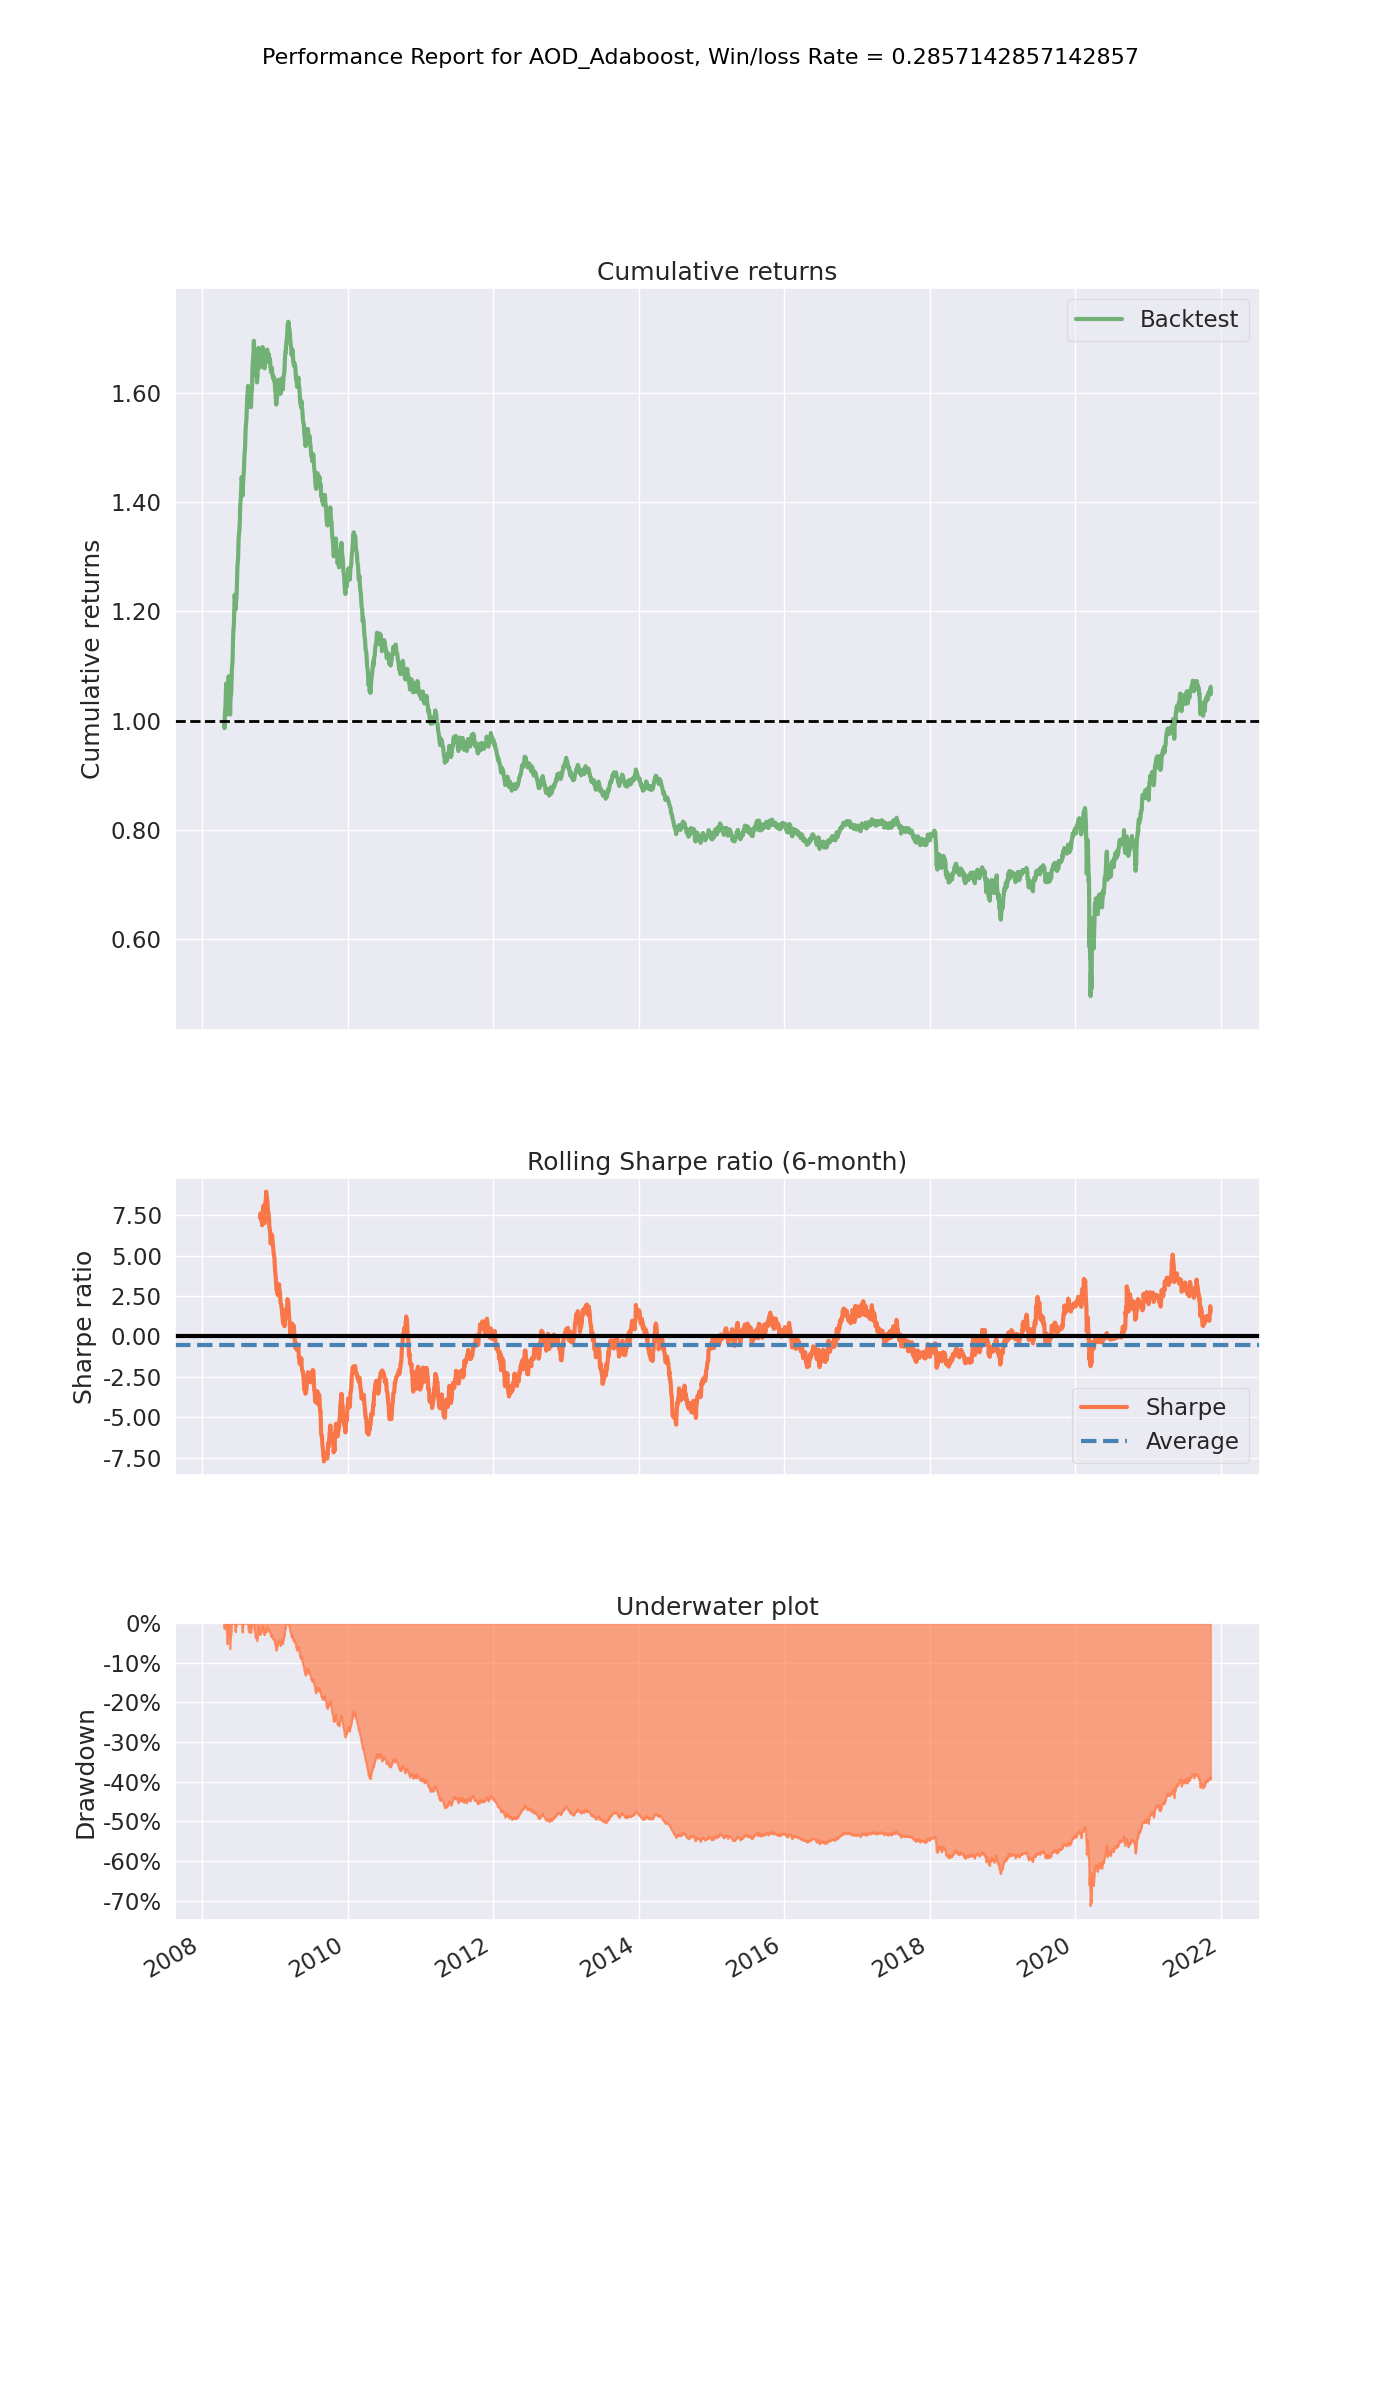 Performance Report for AOD_Adaboost, Win/loss Rate = 0.2857142857142857
Cumulative returns
Backtest
Cumulative returns
1.60
1.40
1.20
1.00
0.80
0.60
Rolling Sharpe ratio (6-month)
Sharpe ratio
7.50
5.00
2.50
0.00
-2.50
-5.00
-7.50
Sharpe
Average
Underwater plot
Drawdown
0%
-10%
-20%
-30%
-40%
-50%
-60%
-70%
2008 2010 2012 2014 2016 2018 2020 2022